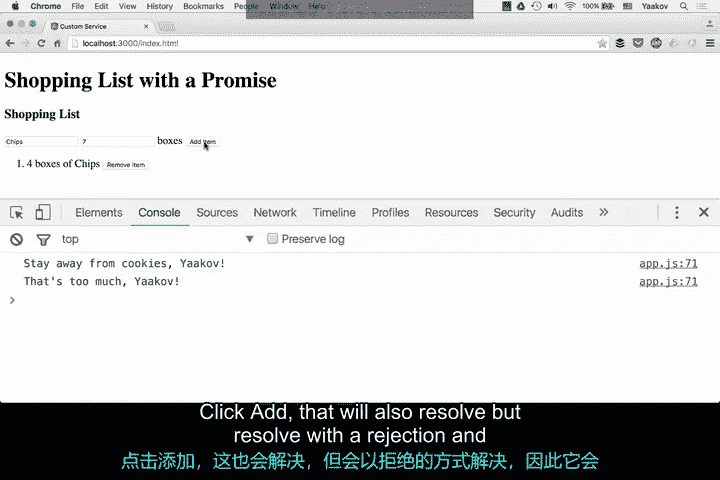 Chrome File Edit View History Bookmarks People Window Help 100% Yaakov
Custom Service
localhost:3000/index.html
Shopping List with a Promise
Shopping List
Chips 7 boxes Add Item
1. 4 boxes of Chips Remove Item
Elements Console Sources Network Timeline Profiles Resources Security Audits »
top Preserve log
Stay away from cookies, Yaakov! app.js:71
That's too much, Yaakov! app.js:71
>
Click Add, that will also resolve but
resolve with a rejection and
点击添加，这也会解决，但会以拒绝的方式解决，因此它会